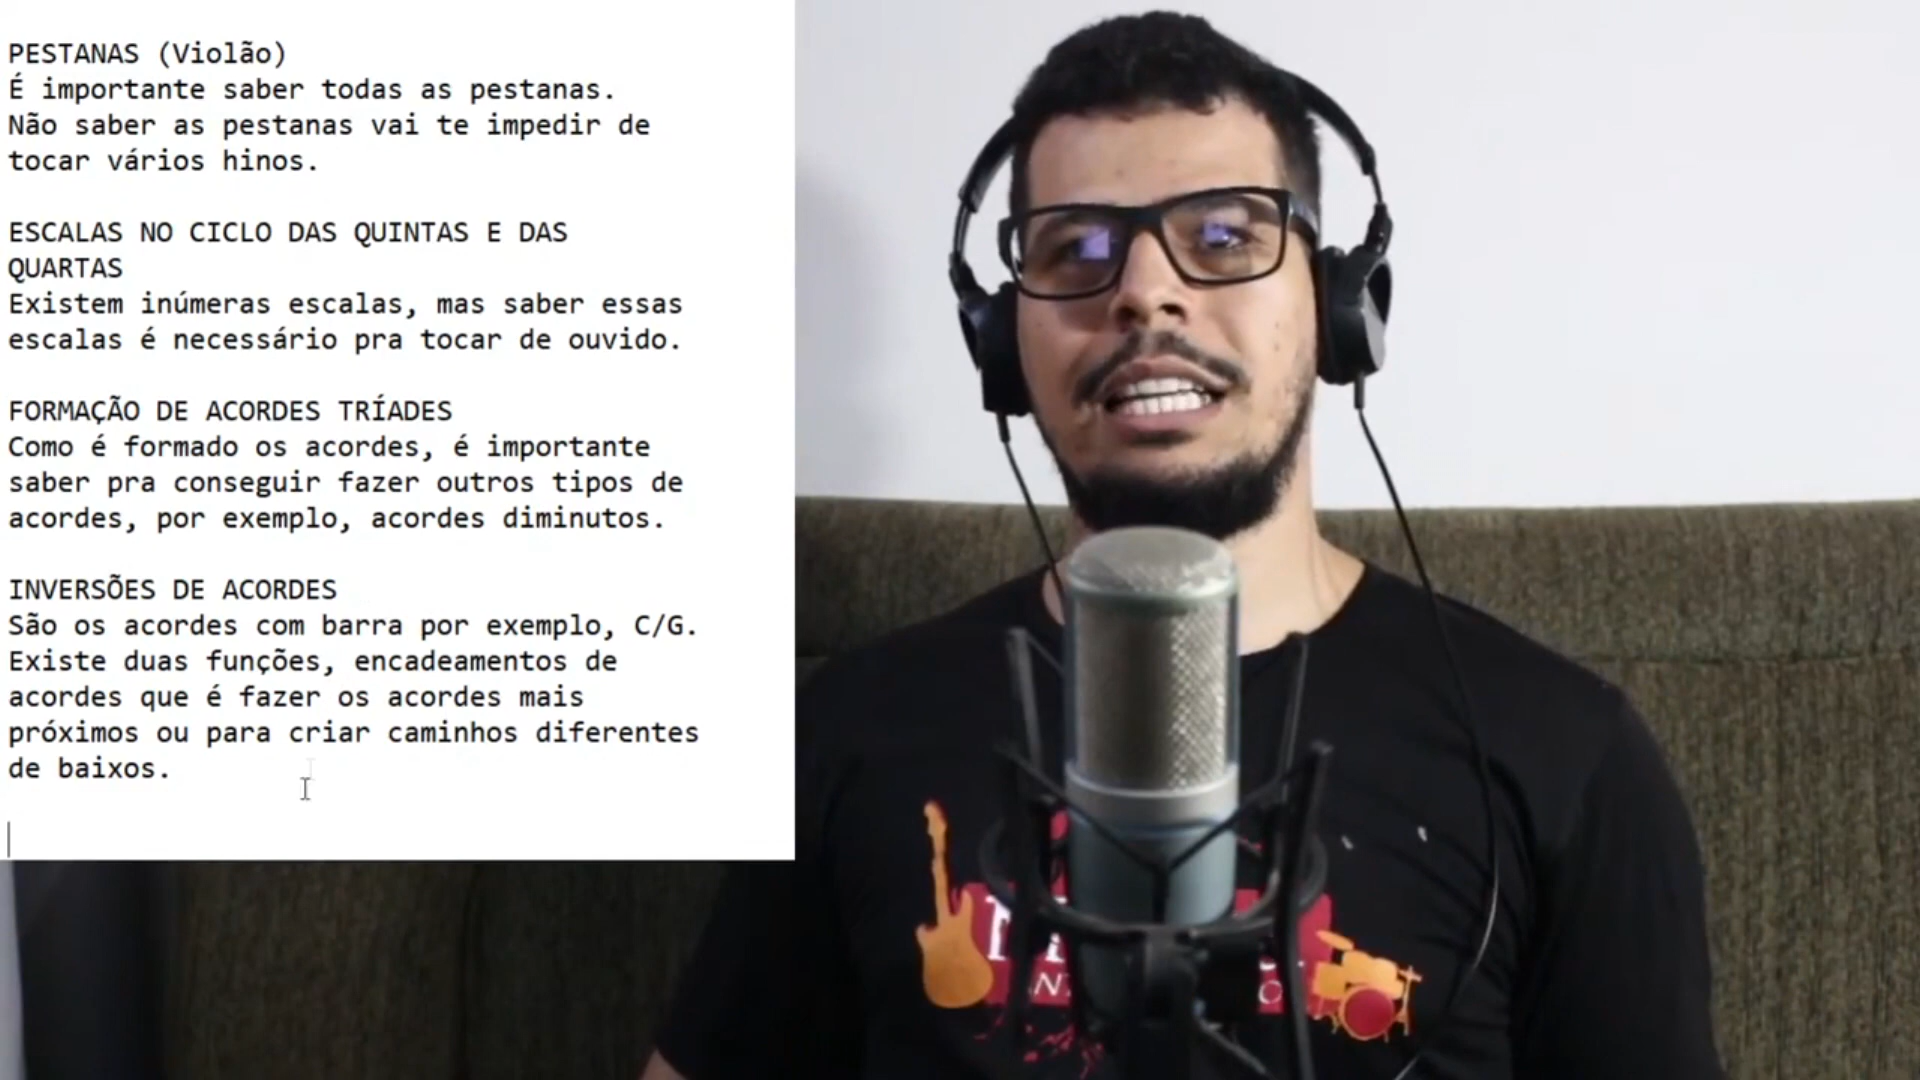 PESTANAS (Violão)
É importante saber todas as pestanas.
Não saber as pestanas vai te impedir de
tocar vários hinos.
ESCALAS NO CICLO DAS QUINTAS E DAS
QUARTAS
Existem inúmeras escalas, mas saber essas
escalas é necessário pra tocar de ouvido.
FORMAÇÃO DE ACORDES TRÍADES
Como é formado os acordes, é importante
saber pra conseguir fazer outros tipos de
acordes, por exemplo, acordes diminutos.
INVERSÕES DE ACORDES
São os acordes com barra por exemplo, C/G.
Existe duas funções, encadeamentos de
acordes que é fazer os acordes mais
próximos ou para criar caminhos diferentes
de baixos.